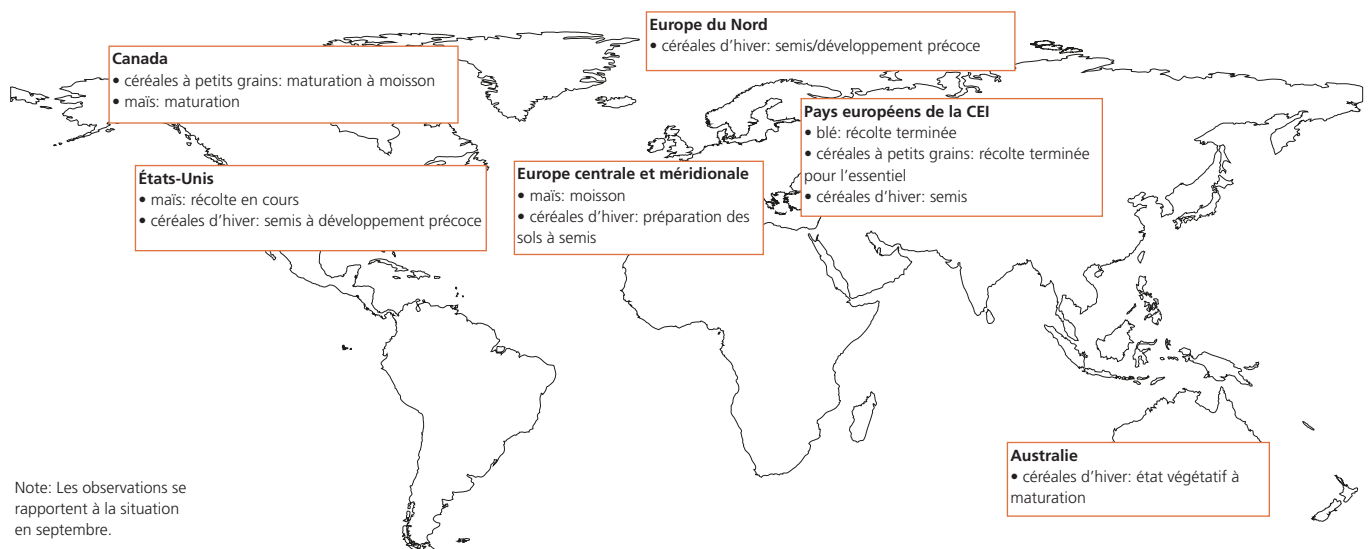 Europe du Nord
• céréales d’hiver: semis/développement précoce
Canada
• céréales à petits grains: maturation à moisson
• maïs: maturation
Pays européens de la CEI
• blé: récolte terminée
• céréales à petits grains: récolte terminée
pour l’essentiel
• céréales d’hiver: semis
États-Unis
• maïs: récolte en cours
• céréales d’hiver: semis à développement précoce
Europe centrale et méridionale
• maïs: moisson
• céréales d’hiver: préparation des
sols à semis
Australie
• céréales d’hiver: état végétatif à
maturation
Note: Les observations se
rapportent à la situation
en septembre.